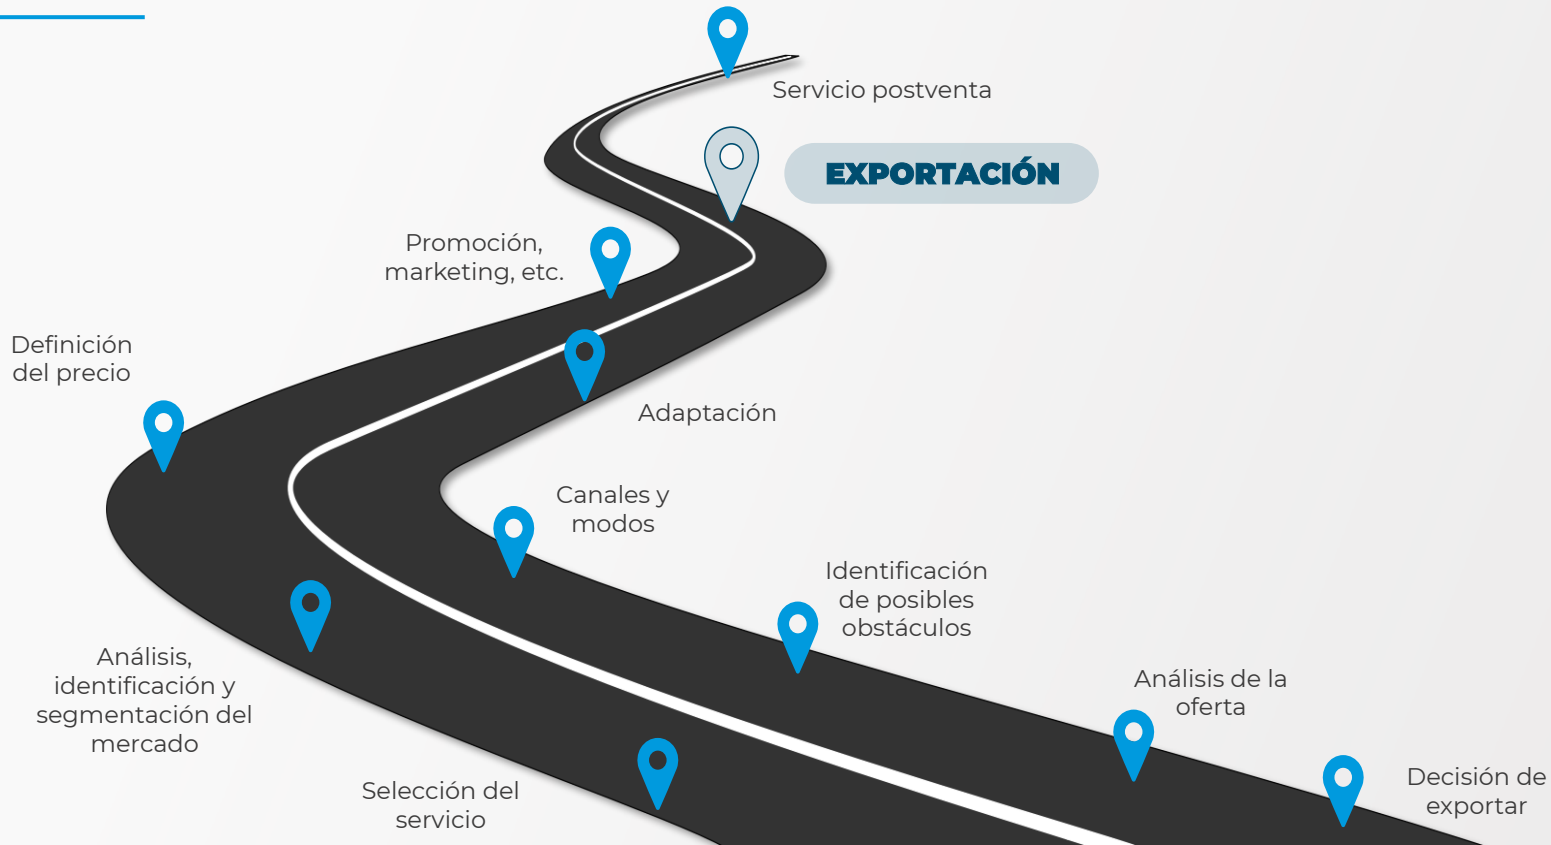 Servicio postventa
EXPORTACIÓN
Promoción,
marketing, etc.
Definición
del precio
Adaptación
Canales y
modos
Identificación
de posibles
obstáculos
Análisis,
identificación y
segmentación del
mercado
Análisis de la
oferta
Selección del
servicio
Decisión de
exportar